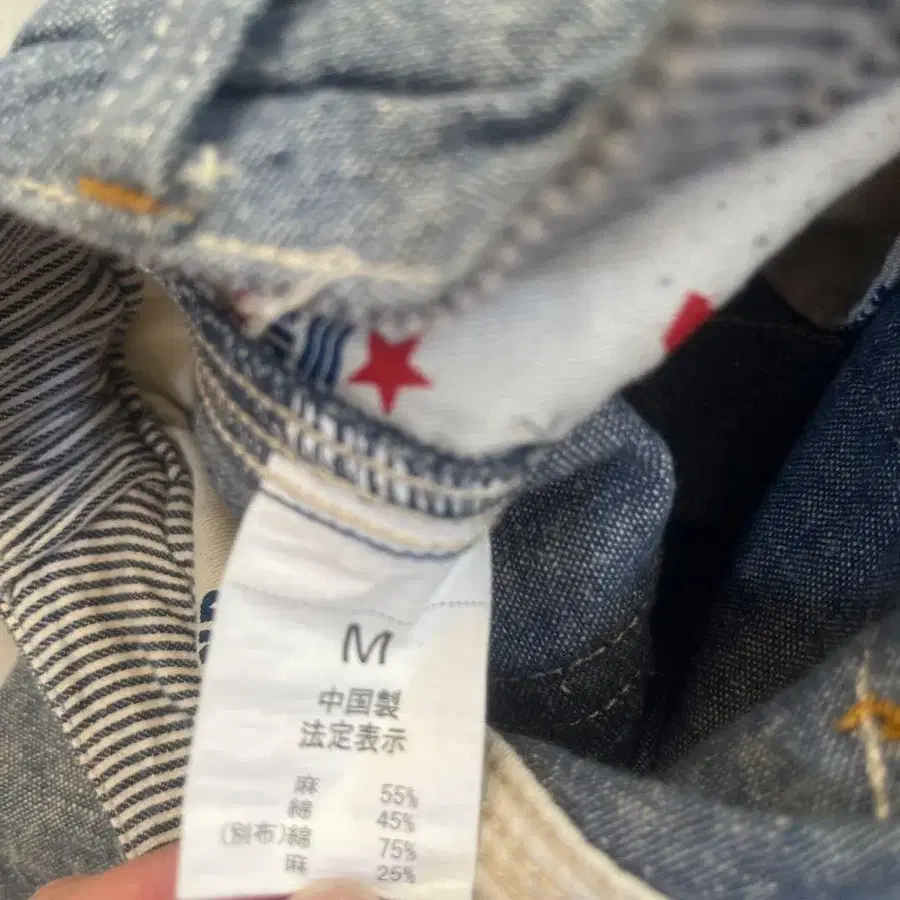 M
中国製
法定表示
麻 55%
綿 45%
(別布)綿 75%
麻 25%